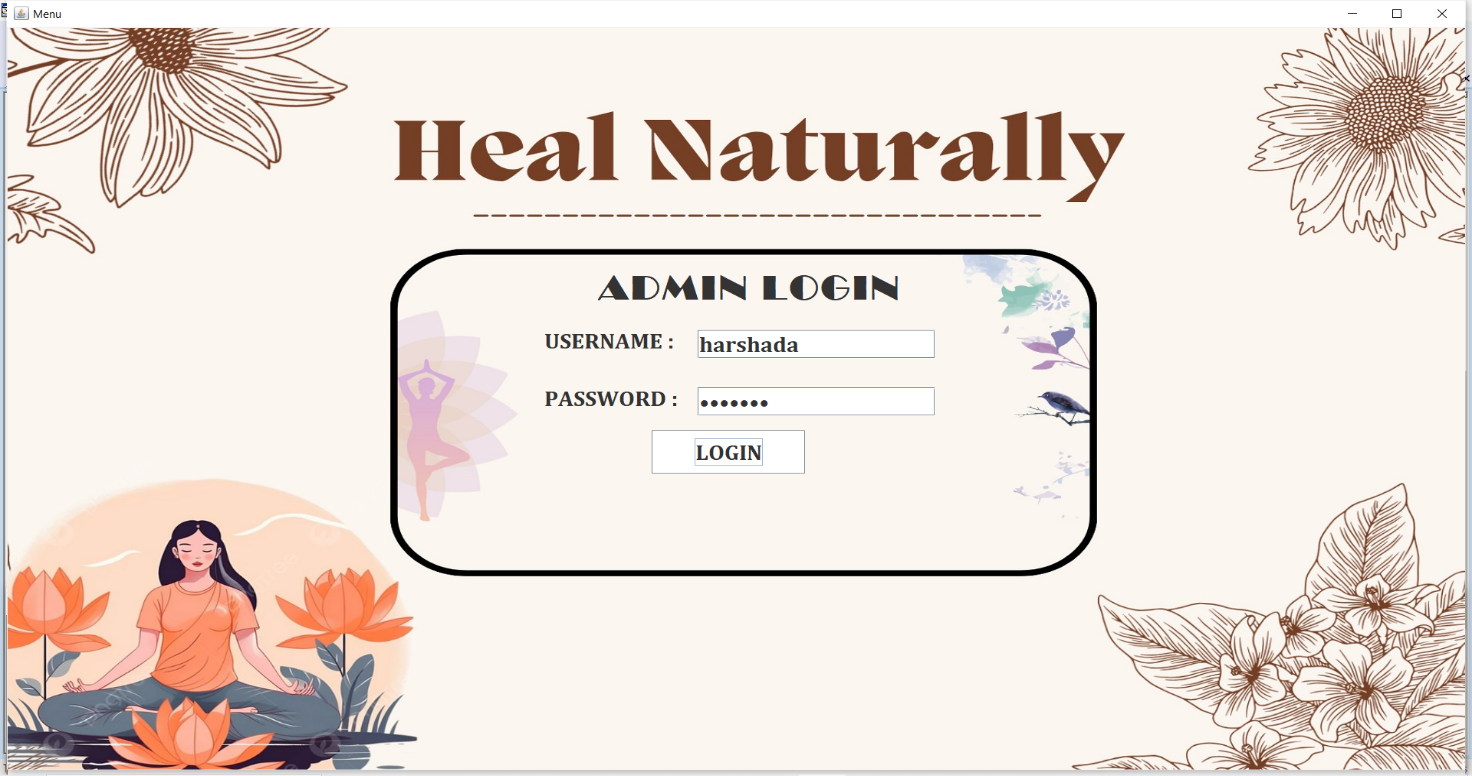 Menu
Heal Naturally
ADMIN LOGIN
USERNAME :
harshada
PASSWORD :
•••••••
LOGIN